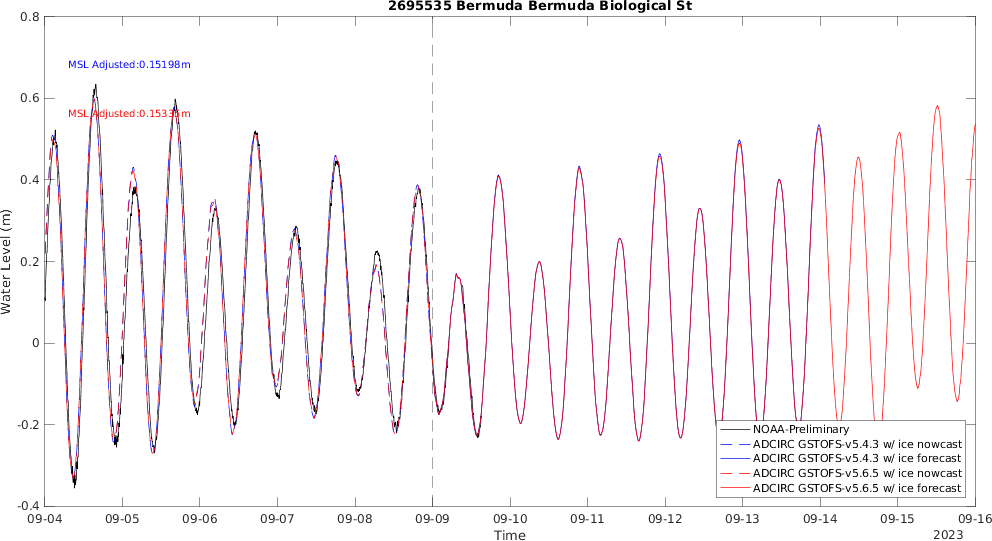 2695535 Bermuda Bermuda Biological St
0.8
MSL Adjusted:0.15198m
0.6
MSL Adjusted:0.15335m
0.4
Water Level (m)
0.2
0
-0.2
NOAA-Preliminary
ADCIRC GSTOFS-v5.4.3 w/ ice nowcast
ADCIRC GSTOFS-v5.4.3 w/ ice forecast
ADCIRC GSTOFS-v5.6.5 w/ ice nowcast
ADCIRC GSTOFS-v5.6.5 w/ ice forecast
-0.4
09-04 09-05 09-06 09-07 09-08 09-09 09-10 09-11 09-12 09-13 09-14 09-15 09-16
Time
2023